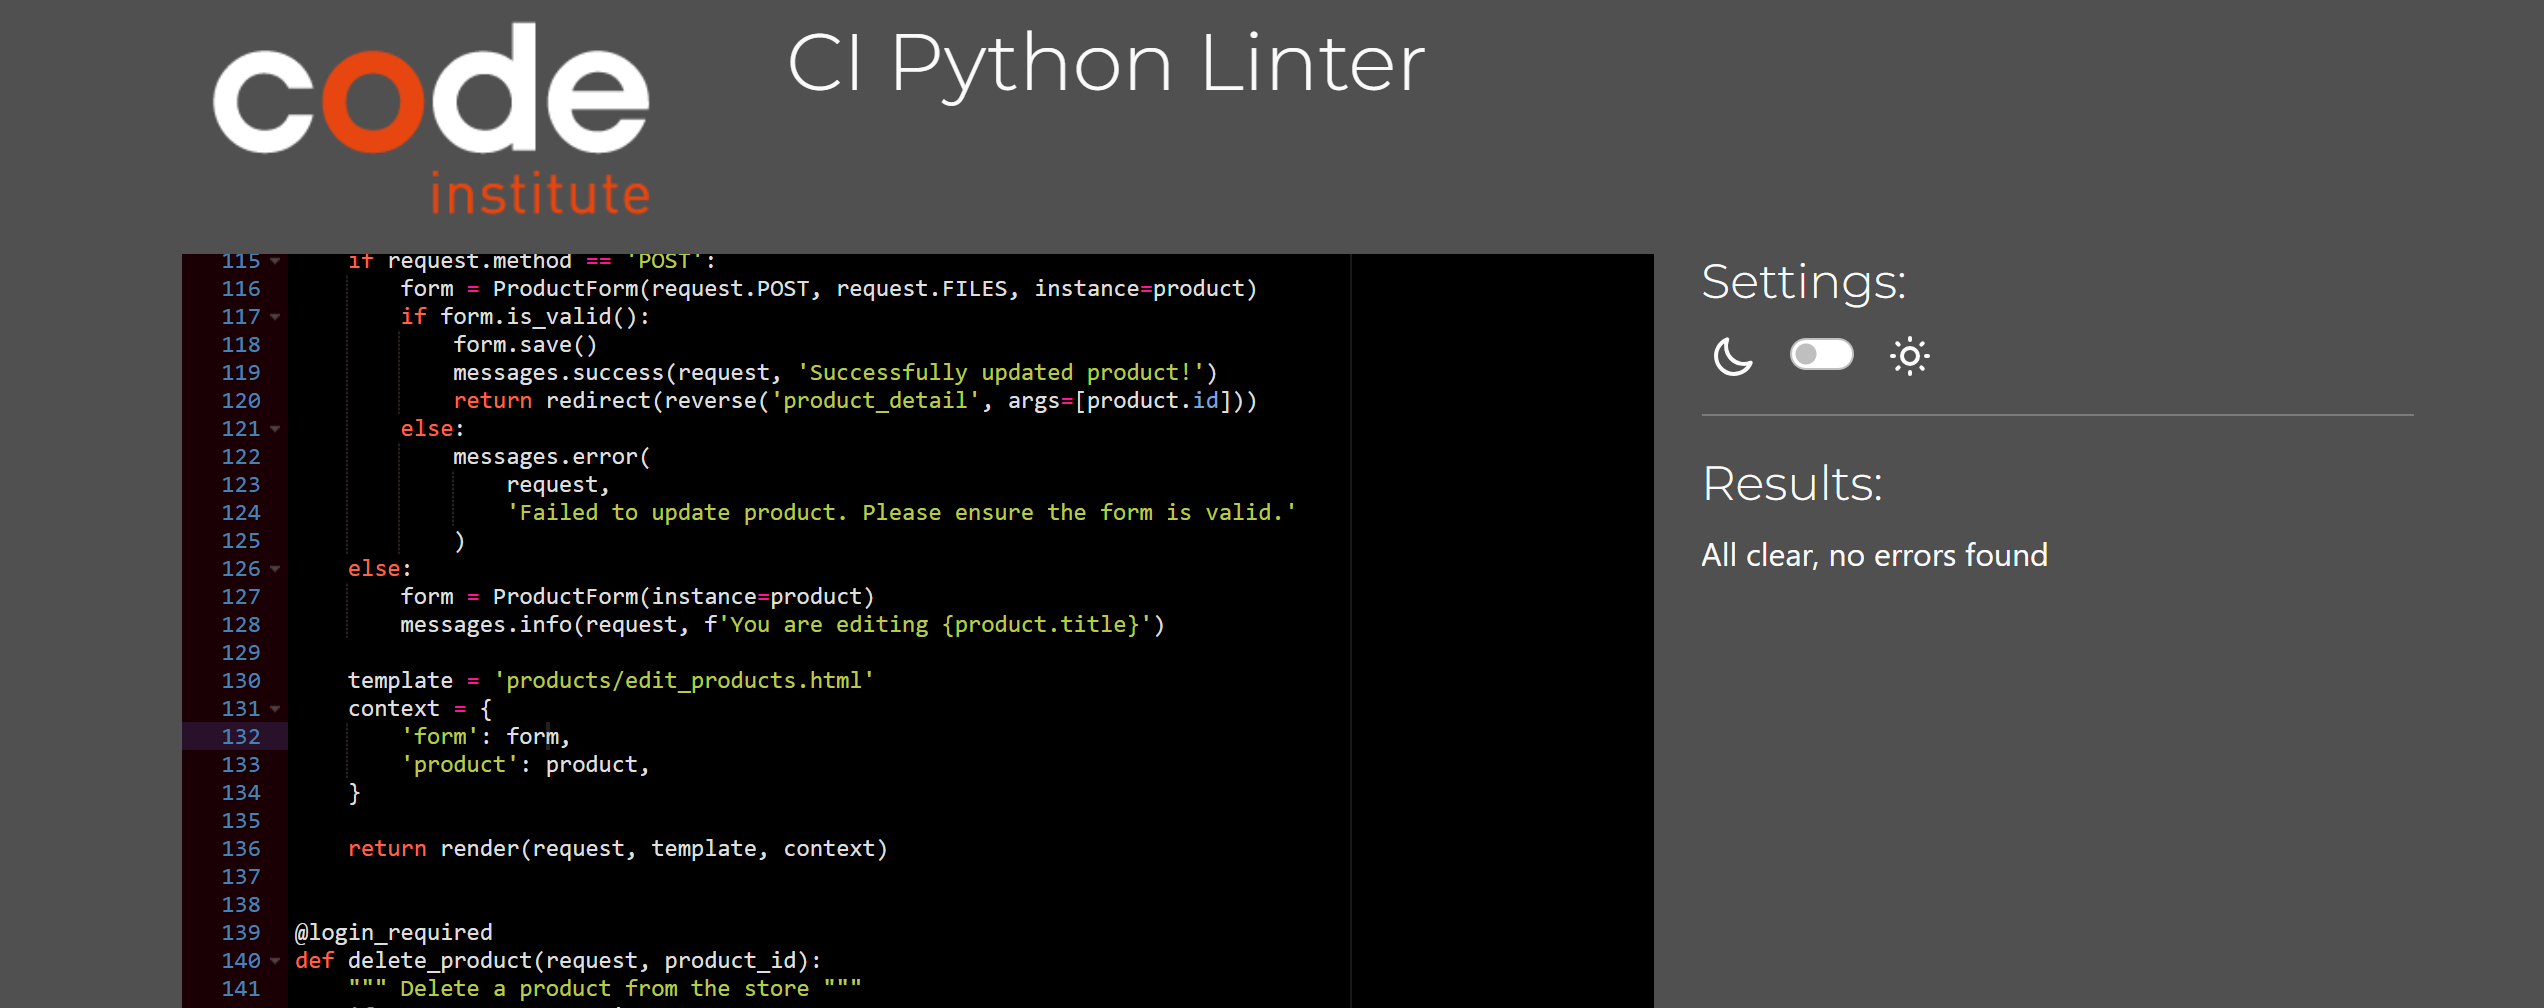 code
institute
CI Python Linter
115 if request.method == 'POST':
116 form = ProductForm(request.POST, request.FILES, instance=product)
117 if form.is_valid():
118 form.save()
119 messages.success(request, 'Successfully updated product!')
120 return redirect(reverse('product_detail', args=[product.id]))
121 else:
122 messages.error(
123 request,
124 'Failed to update product. Please ensure the form is valid.'
125 )
126 else:
127 form = ProductForm(instance=product)
128 messages.info(request, f'You are editing {product.title}')
129
130 template = 'products/edit_products.html'
131 context = {
132 'form': form,
133 'product': product,
134 }
135
136 return render(request, template, context)
137
138
139 @login_required
140 def delete_product(request, product_id):
141 """ Delete a product from the store """
Settings:
Results:
All clear, no errors found